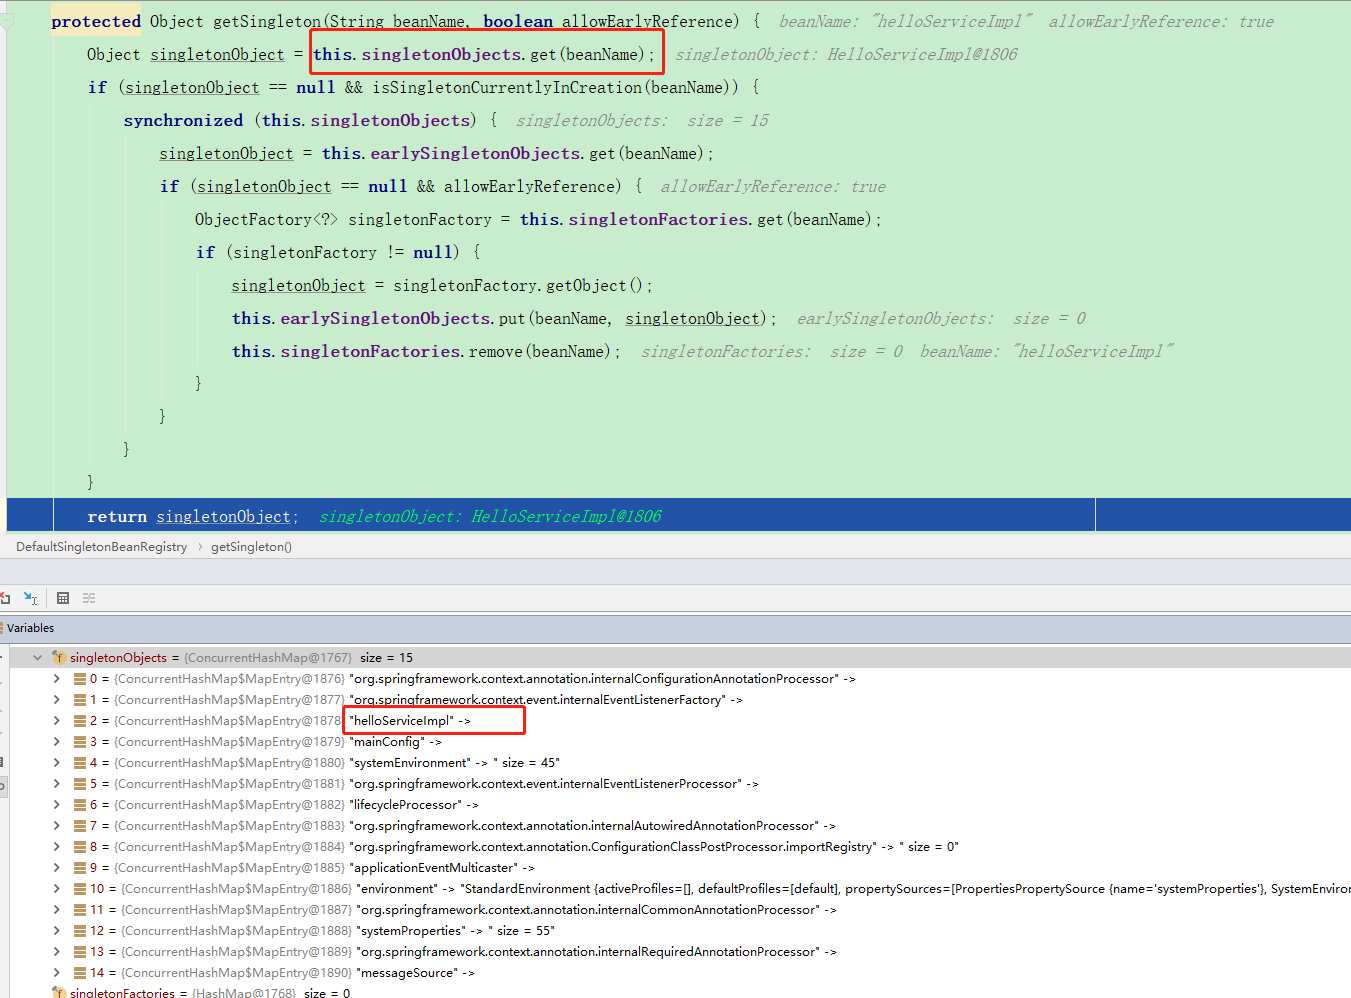 protected Object getSingleton(String beanName, boolean allowEarlyReference) { beanName: "helloServiceImpl" allowEarlyReference: true
Object singletonObject = this.singletonObjects.get(beanName); singletonObject: HelloServiceImpl@1806
if (singletonObject == null && isSingletonCurrentlyInCreation(beanName)) {
synchronized (this.singletonObjects) { singletonObjects: size = 15
singletonObject = this.earlySingletonObjects.get(beanName);
if (singletonObject == null && allowEarlyReference) { allowEarlyReference: true
ObjectFactory<?> singletonFactory = this.singletonFactories.get(beanName);
if (singletonFactory != null) {
singletonObject = singletonFactory.getObject();
this.earlySingletonObjects.put(beanName, singletonObject); earlySingletonObjects: size = 0
this.singletonFactories.remove(beanName); singletonFactories: size = 0 beanName: "helloServiceImpl"
}
}
}
}
return singletonObject; singletonObject: HelloServiceImpl@1806
DefaultSingletonBeanRegistry › getSingleton()
Variables
singletonObjects = {ConcurrentHashMap@1767} size = 15
0 = {ConcurrentHashMap$MapEntry@1876} "org.springframework.context.annotation.internalConfigurationAnnotationProcessor" ->
1 = {ConcurrentHashMap$MapEntry@1877} "org.springframework.context.event.internalEventListenerFactory" ->
2 = {ConcurrentHashMap$MapEntry@1878 "helloServiceImpl" ->
3 = {ConcurrentHashMap$MapEntry@1879} "mainConfig" ->
4 = {ConcurrentHashMap$MapEntry@1880} "systemEnvironment" -> " size = 45"
5 = {ConcurrentHashMap$MapEntry@1881} "org.springframework.context.event.internalEventListenerProcessor" ->
6 = {ConcurrentHashMap$MapEntry@1882} "lifecycleProcessor" ->
7 = {ConcurrentHashMap$MapEntry@1883} "org.springframework.context.annotation.internalAutowiredAnnotationProcessor" ->
8 = {ConcurrentHashMap$MapEntry@1884} "org.springframework.context.annotation.ConfigurationClassPostProcessor.importRegistry" -> " size = 0"
9 = {ConcurrentHashMap$MapEntry@1885} "applicationEventMulticaster" ->
10 = {ConcurrentHashMap$MapEntry@1886} "environment" -> "StandardEnvironment {activeProfiles=[], defaultProfiles=[default], propertySources=[PropertiesPropertySource {name='systemProperties'}, SystemEnviron
11 = {ConcurrentHashMap$MapEntry@1887} "org.springframework.context.annotation.internalCommonAnnotationProcessor" ->
12 = {ConcurrentHashMap$MapEntry@1888} "systemProperties" -> " size = 55"
13 = {ConcurrentHashMap$MapEntry@1889} "org.springframework.context.annotation.internalRequiredAnnotationProcessor" ->
14 = {ConcurrentHashMap$MapEntry@1890} "messageSource" ->
singletonFactories = {HashMap@1768} size = 0